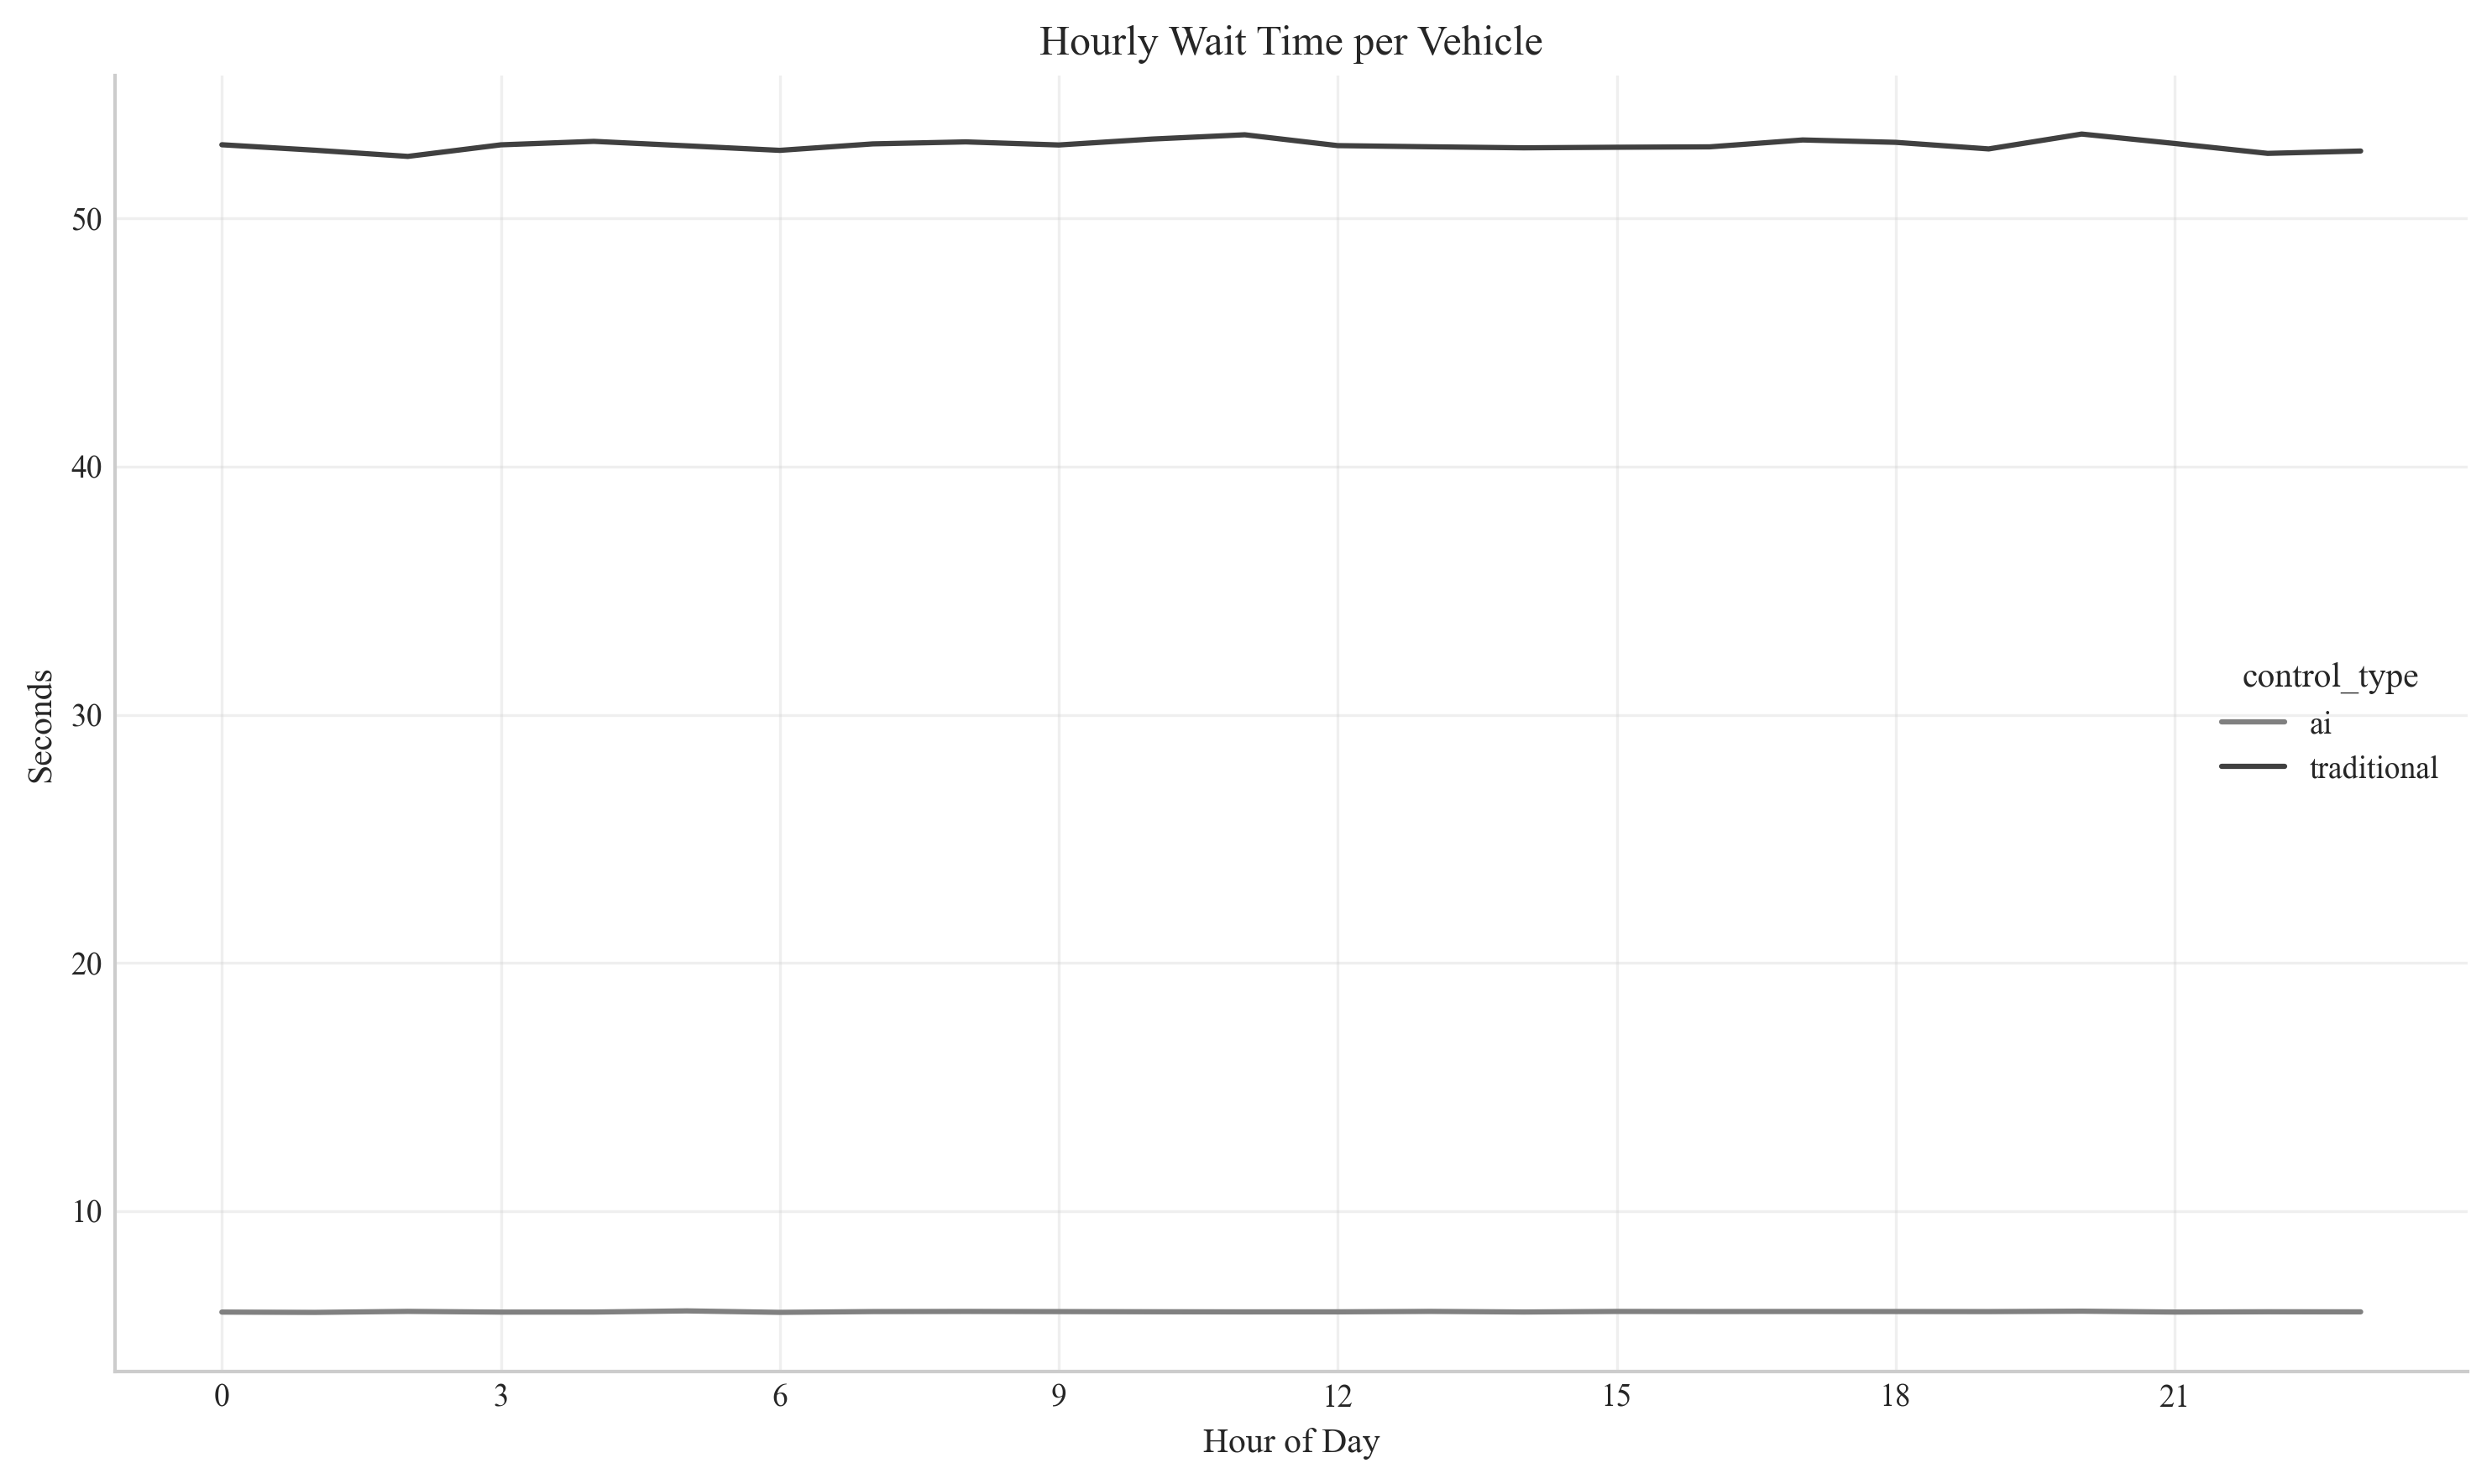 Hourly Wait Time per Vehicle
50
40
30
20
10
Seconds
control_type
ai
traditional
0 3 6 9 12 15 18 21
Hour of Day